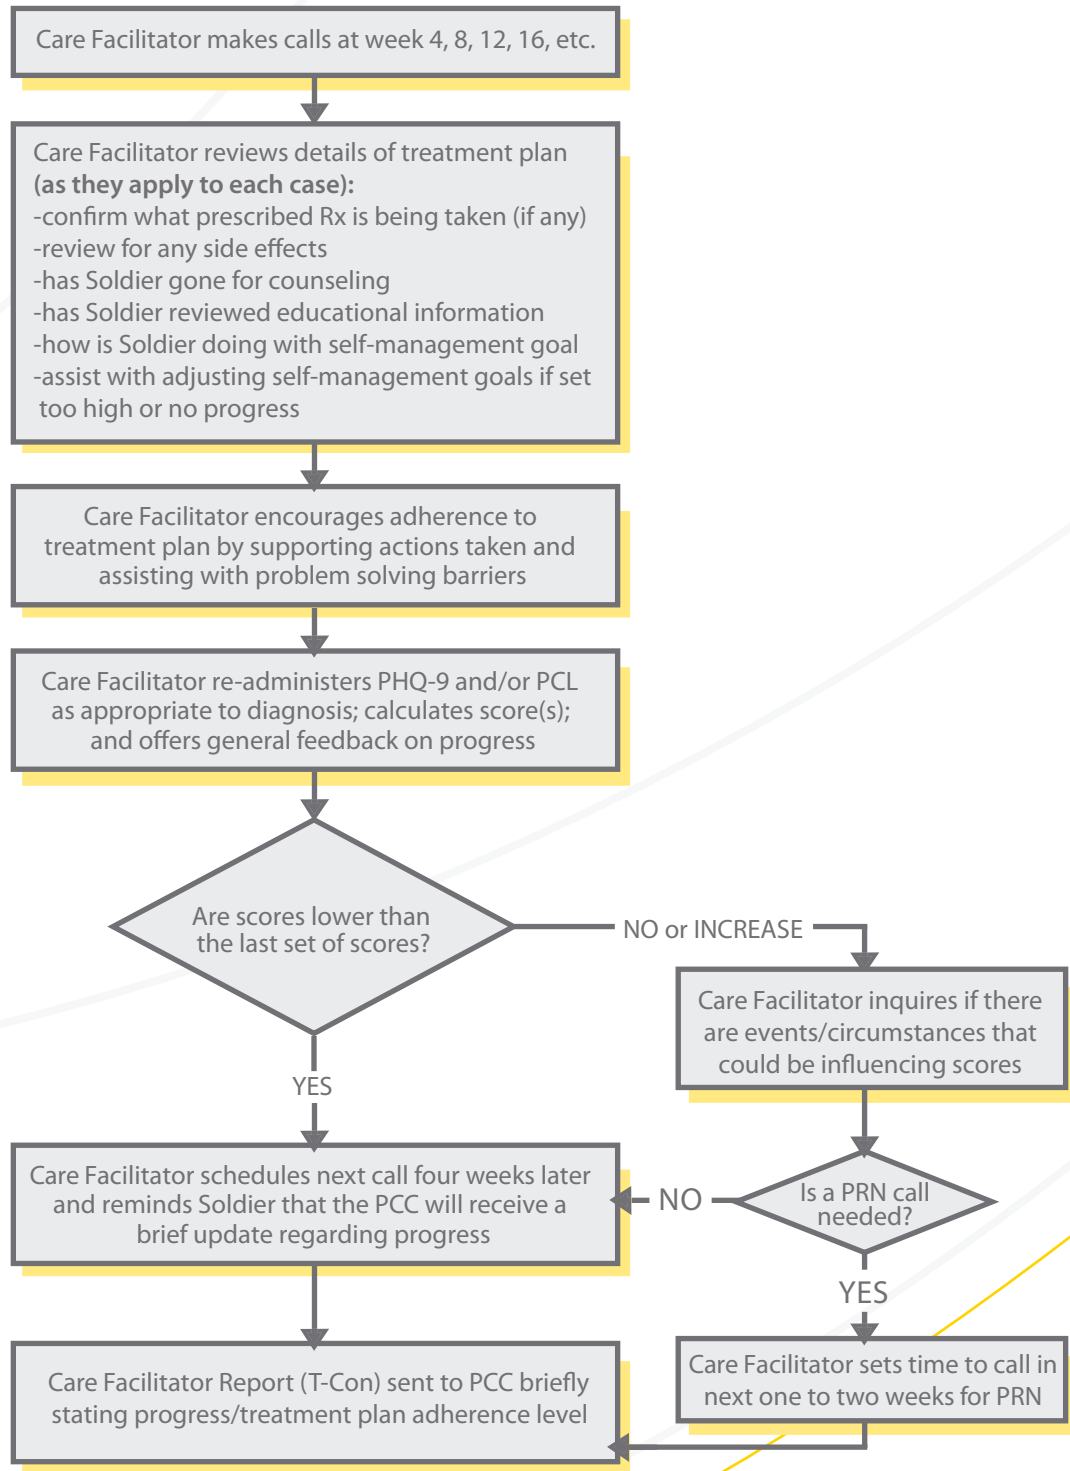 Care Facilitator makes calls at week 4, 8, 12, 16, etc.
Care Facilitator reviews details of treatment plan
(as they apply to each case):
-confirm what prescribed Rx is being taken (if any)
-review for any side effects
-has Soldier gone for counseling
-has Soldier reviewed educational information
-how is Soldier doing with self-management goal
-assist with adjusting self-management goals if set
too high or no progress
Care Facilitator encourages adherence to
treatment plan by supporting actions taken and
assisting with problem solving barriers
Care Facilitator re-administers PHQ-9 and/or PCL
as appropriate to diagnosis; calculates score(s);
and offers general feedback on progress
Are scores lower than
the last set of scores?
NO or INCREASE
Care Facilitator inquires if there
are events/circumstances that
could be influencing scores
YES
Care Facilitator schedules next call four weeks later
and reminds Soldier that the PCC will receive a
brief update regarding progress
NO
Is a PRN call
needed?
YES
Care Facilitator sets time to call in
next one to two weeks for PRN
Care Facilitator Report (T-Con) sent to PCC briefly
stating progress/treatment plan adherence level